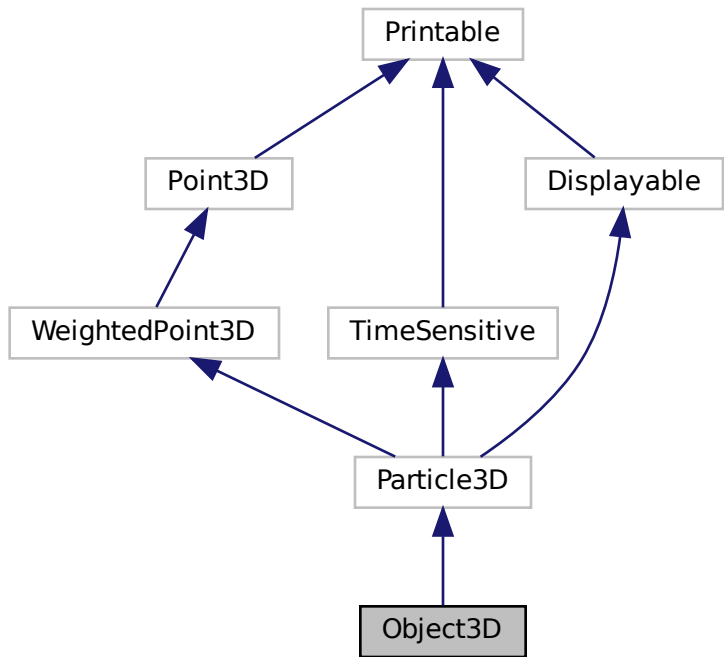 Printable
Point3D
Displayable
WeightedPoint3D
TimeSensitive
Particle3D
Object3D